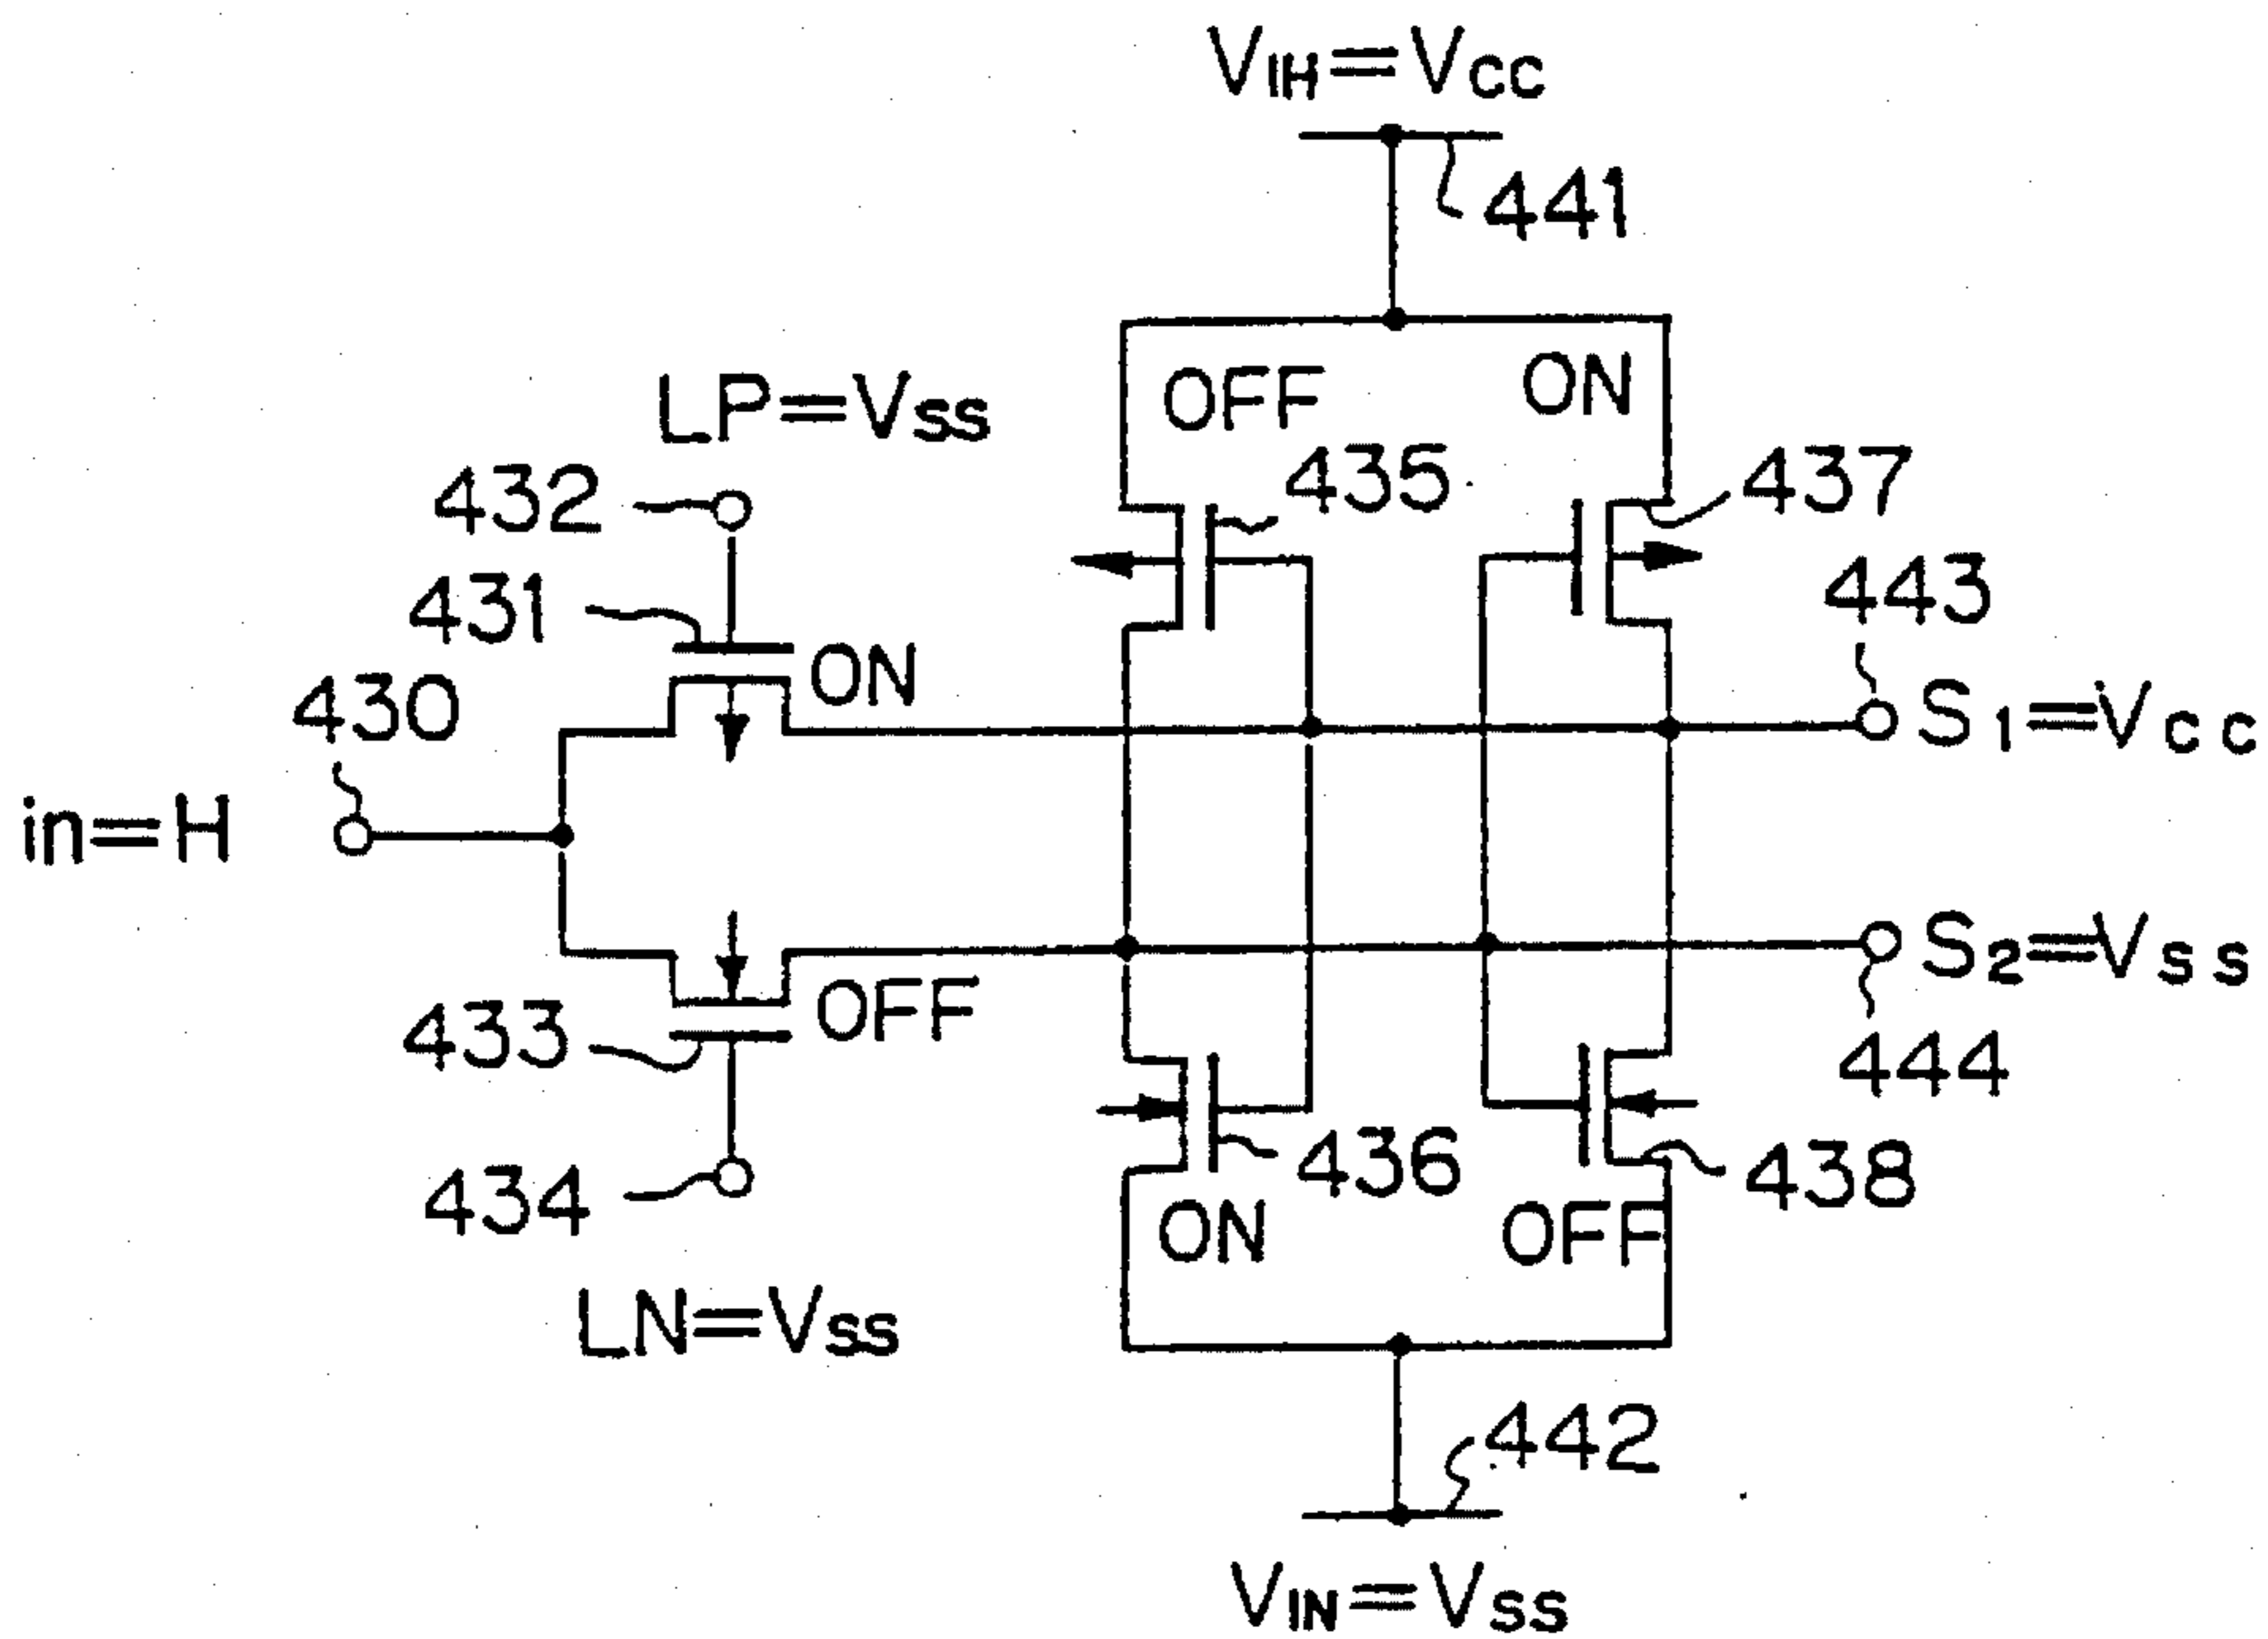 VIH=Vcc
441
OFF
ON
LP=Vss
435
437
432
443
431
ON
430
S1=Vcc
in=H
S2=Vss
433
OFF
444
434
436
438
ON
OFF
LN=Vss
442
VIN=Vss